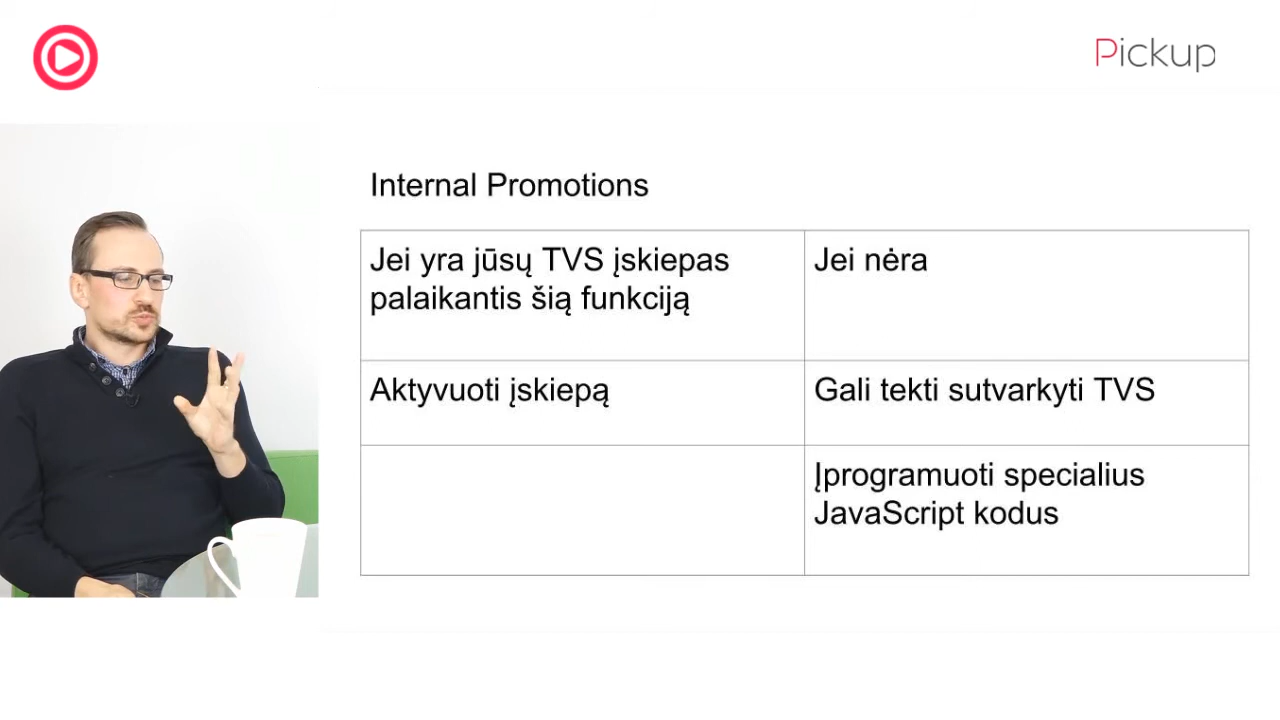 Pickup
Internal Promotions
Jei yra jūsų TVS įskiepas
palaikantis šią funkciją
Jei nėra
Aktyvuoti įskiepą
Gali tekti sutvarkyti TVS
Įprogramuoti specialius
JavaScript kodus